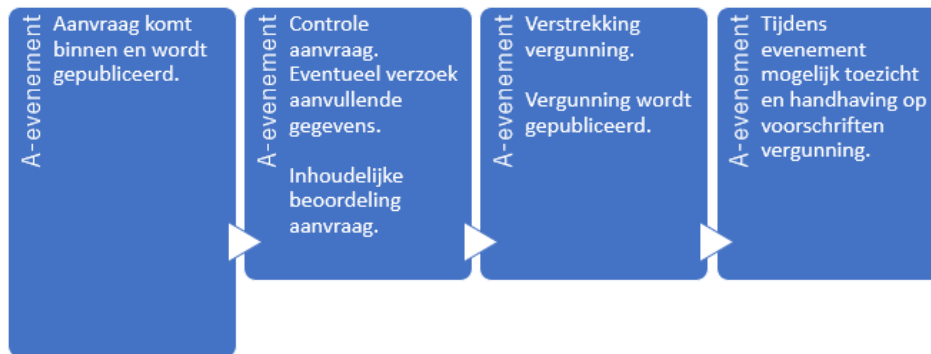 A-evenement
Aanvraag komt
binnen en wordt
gepubliceerd.
A-evenement
Controle
aanvraag.
Eventueel verzoek
aanvullende
gegevens.
Inhoudelijke
beoordeling
aanvraag.
A-evenement
Verstrekking
vergunning.
Vergunning wordt
gepubliceerd.
A-evenement
Tijdens
evenement
mogelijk toezicht
en handhaving op
voorschriften
vergunning.